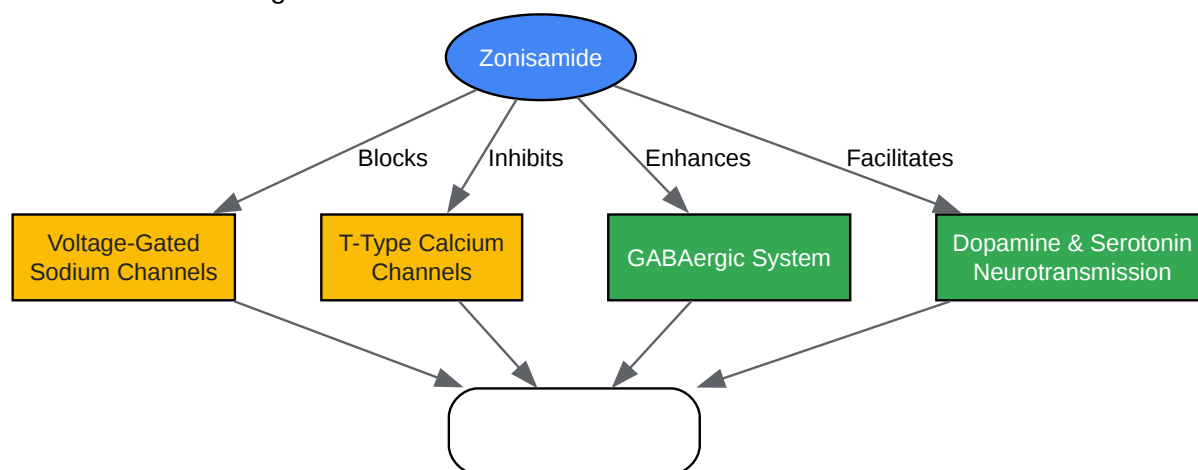 Zonisamide
Blocks
Inhibits
Enhances
Facilitates
Voltage-Gated
Sodium Channels
T-Type Calcium
Channels
GABAergic System
Dopamine & Serotonin
Neurotransmission